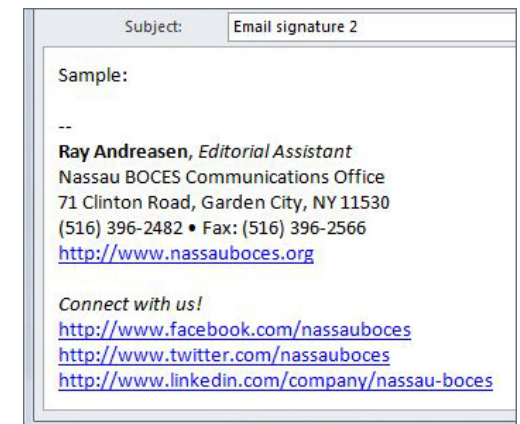 Subject: Email signature 2
Sample:
--
Ray Andreasen, Editorial Assistant
Nassau BOCES Communications Office
71 Clinton Road, Garden City, NY 11530
(516) 396-2482 • Fax: (516) 396-2566
http://www.nassauboces.org
Connect with us!
http://www.facebook.com/nassauboces
http://www.twitter.com/nassauboces
http://www.linkedin.com/company/nassau-boces